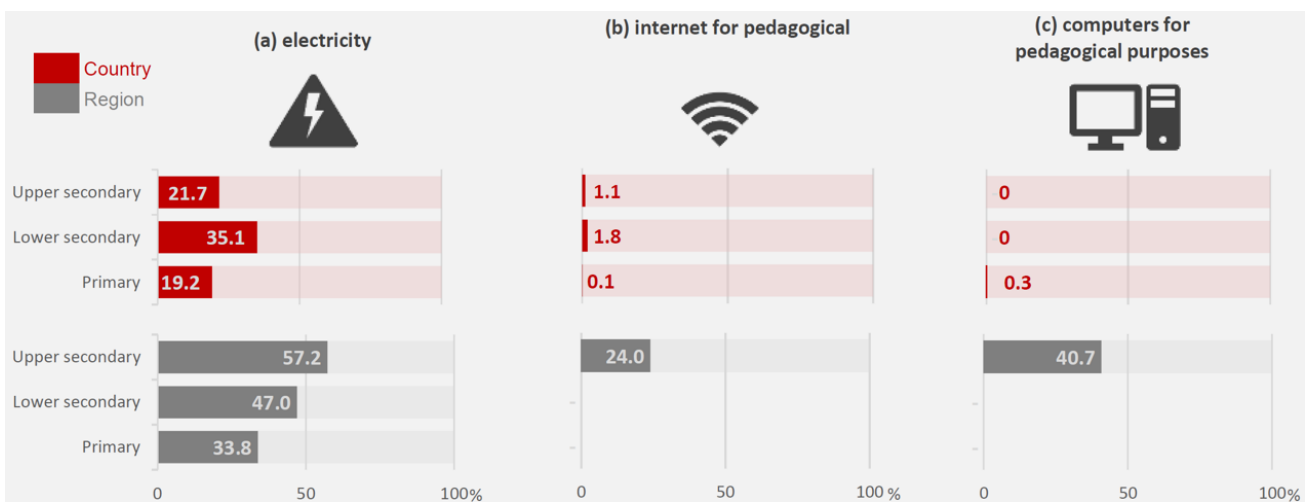 (a) electricity
(b) internet for pedagogical
(c) computers for
pedagogical purposes
Country
Region
Upper secondary 21.7 1.1 0
Lower secondary 35.1 1.8 0
Primary 19.2 0.1 0.3
Upper secondary 57.2 24.0 40.7
Lower secondary 47.0 -  -
Primary 33.8 - -
0 50 100% 0 50 100 % 0 50 100%